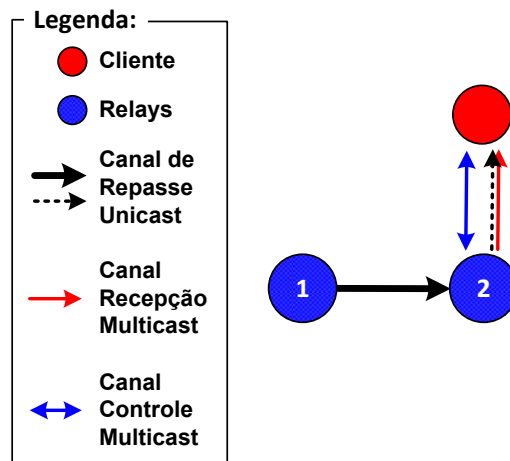 Legenda:
Cliente
Relays
Canal de
Repasse
Unicast
Canal
Recepção
Multicast
Canal
Controle
Multicast
1
2